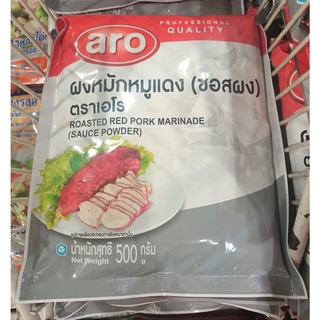 aro
PROFESSIONAL
QUALITY
ผงหมักหมูแดง (ซอสผง)
ตราเอโร
ROASTED RED PORK MARINADE
(SAUCE POWDER)
น้ำหนักสุทธิ 500 กรัม
Net Weight g